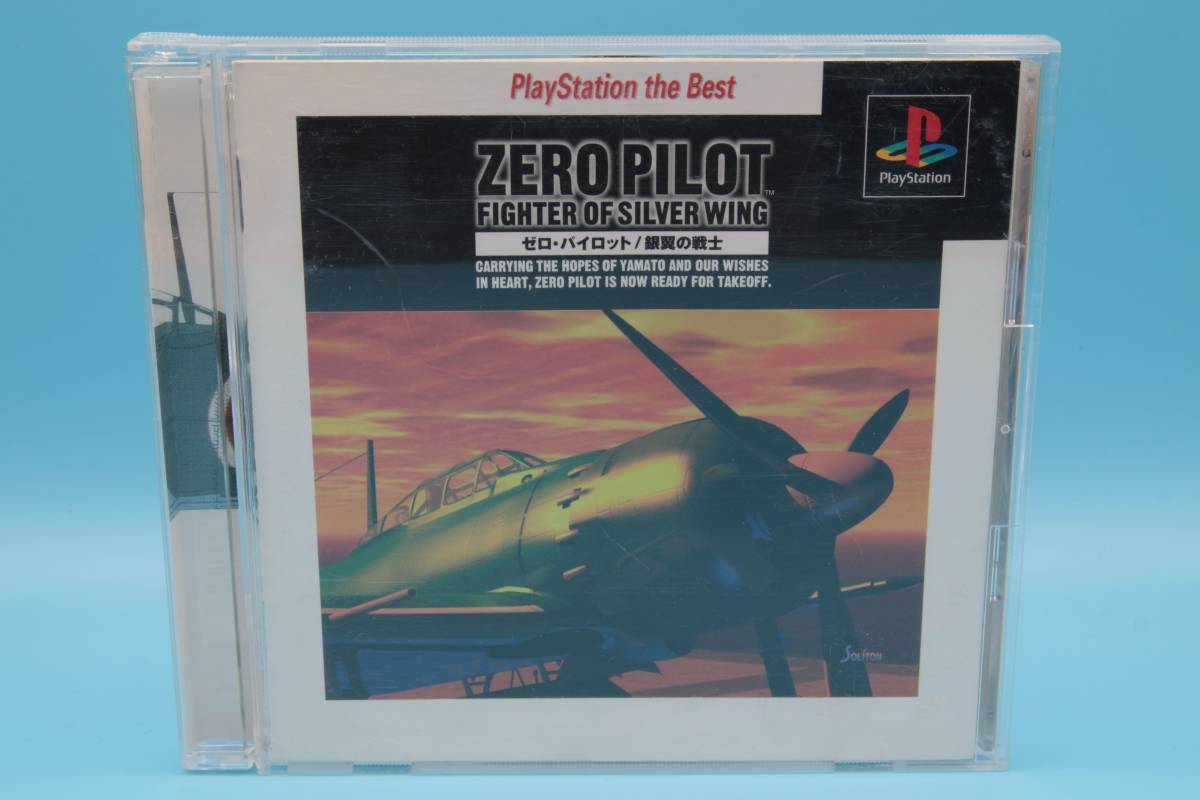 PlayStation the Best
ZERO PILOT™
FIGHTER OF SILVER WING
ゼロ・パイロット/銀翼の戦士
CARRYING THE HOPES OF YAMATO AND OUR WISHES
IN HEART, ZERO PILOT IS NOW READY FOR TAKEOFF.
PlayStation
SOLITON